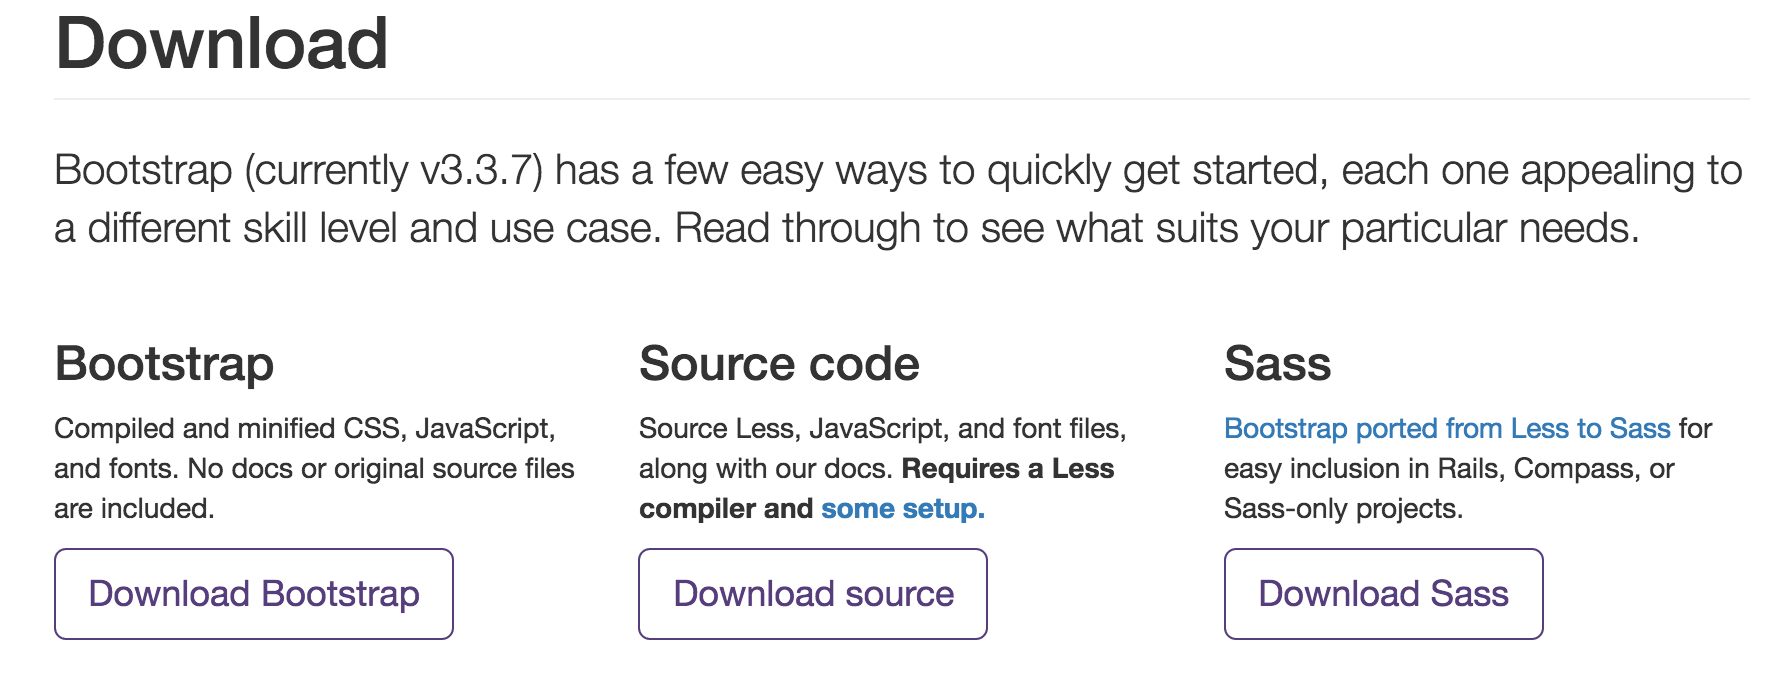 Download
Bootstrap (currently v3.3.7) has a few easy ways to quickly get started, each one appealing to
a different skill level and use case. Read through to see what suits your particular needs.
Bootstrap
Compiled and minified CSS, JavaScript,
and fonts. No docs or original source files
are included.
Download Bootstrap
Source code
Source Less, JavaScript, and font files,
along with our docs. Requires a Less
compiler and some setup.
Download source
Sass
Bootstrap ported from Less to Sass for
easy inclusion in Rails, Compass, or
Sass-only projects.
Download Sass